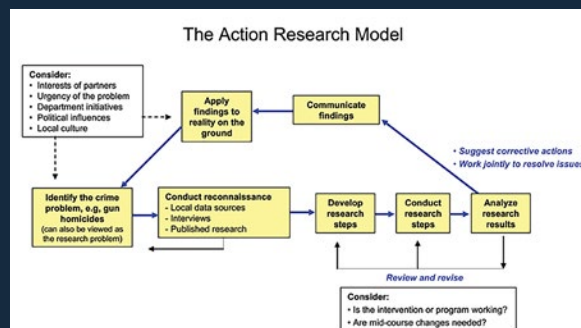 The Action Research Model
Consider:
• Interests of partners
• Urgency of the problem
• Department initiatives
• Political influences
• Local culture
Apply
findings to
reality on the
ground
Communicate
findings
• Suggest corrective actions
• Work jointly to resolve issues
Identify the crime
problem, e.g, gun
homicides
(can also be viewed as
the research problem)
Conduct reconnaissance
- Local data sources
- Interviews
- Published research
Develop
research
steps
Conduct
research
steps
Analyze
research
results
Review and revise
Consider:
• Is the intervention or program working?
• Are mid-course changes needed?